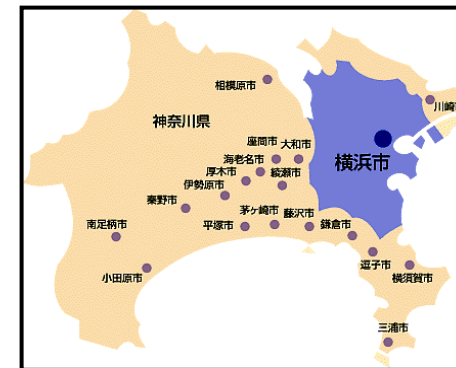 相模原市
川崎市
神奈川県
座間市
大和市
横浜市
海老名市
厚木市
綾瀬市
伊勢原市
秦野市
茅ヶ崎市
藤沢市
平塚市
鎌倉市
南足柄市
逗子市
小田原市
横須賀市
三浦市